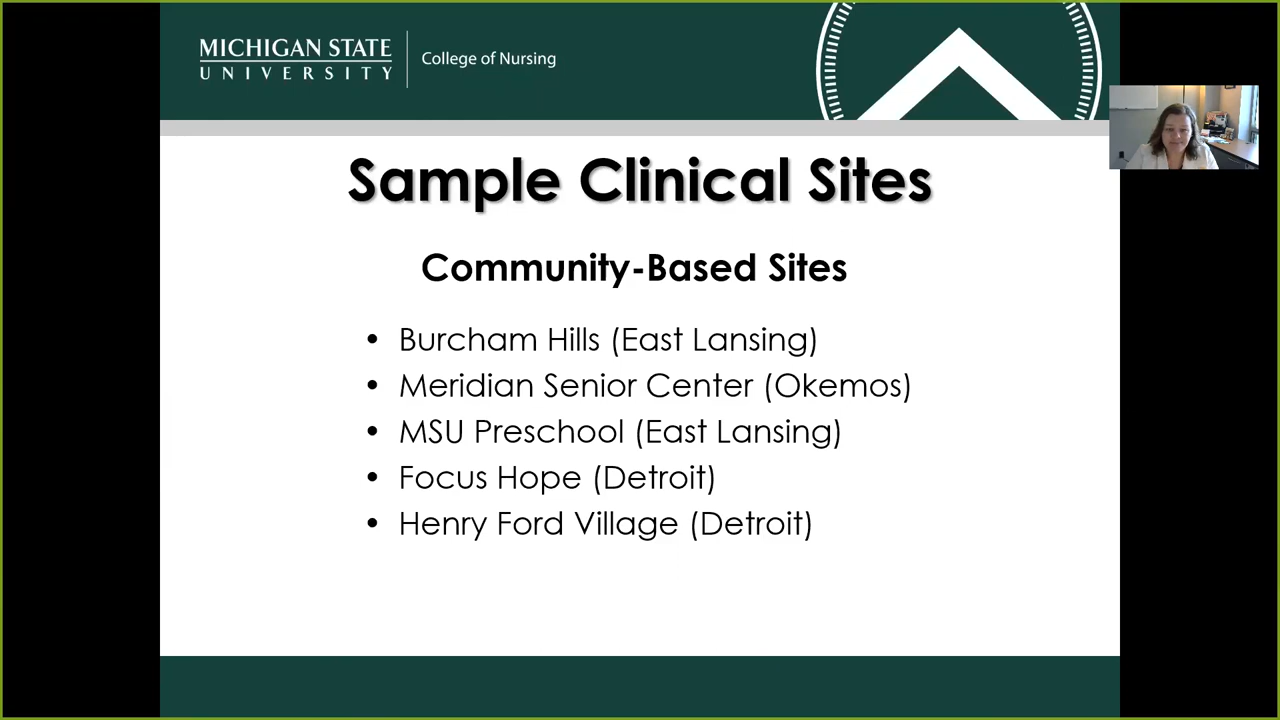 MICHIGAN STATE
UNIVERSITY
College of Nursing
Sample Clinical Sites
Community-Based Sites
• Burcham Hills (East Lansing)
• Meridian Senior Center (Okemos)
• MSU Preschool (East Lansing)
• Focus Hope (Detroit)
• Henry Ford Village (Detroit)